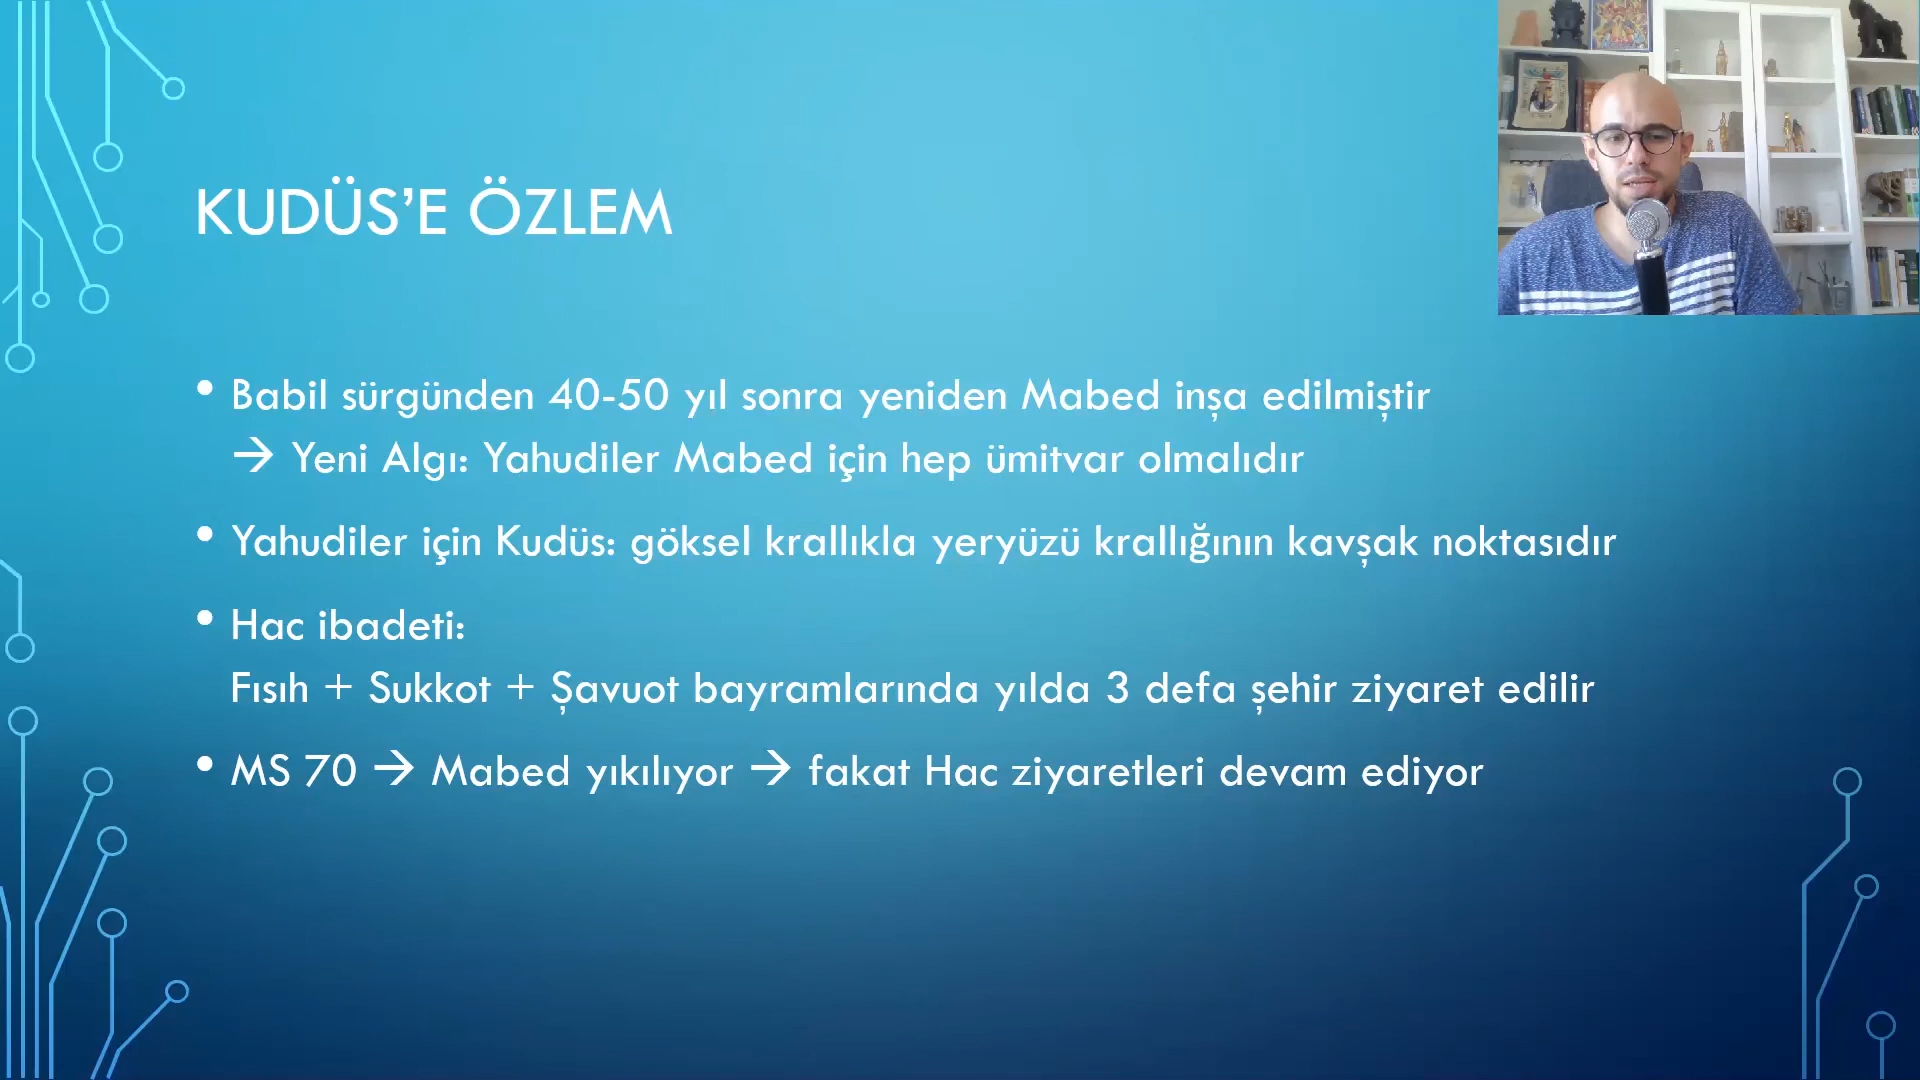 KUDÜS’E ÖZLEM
• Babil sürgünden 40-50 yıl sonra yeniden Mabed inşa edilmiştir
→ Yeni Algı: Yahudiler Mabed için hep ümitvar olmalıdır
• Yahudiler için Kudüs: göksel krallıkla yeryüzü krallığının kavşak noktasıdır
• Hac ibadeti:
Fısıh + Sukkot + Şavuot bayramlarında yılda 3 defa şehir ziyaret edilir
• MS 70 → Mabed yıkılıyor → fakat Hac ziyaretleri devam ediyor